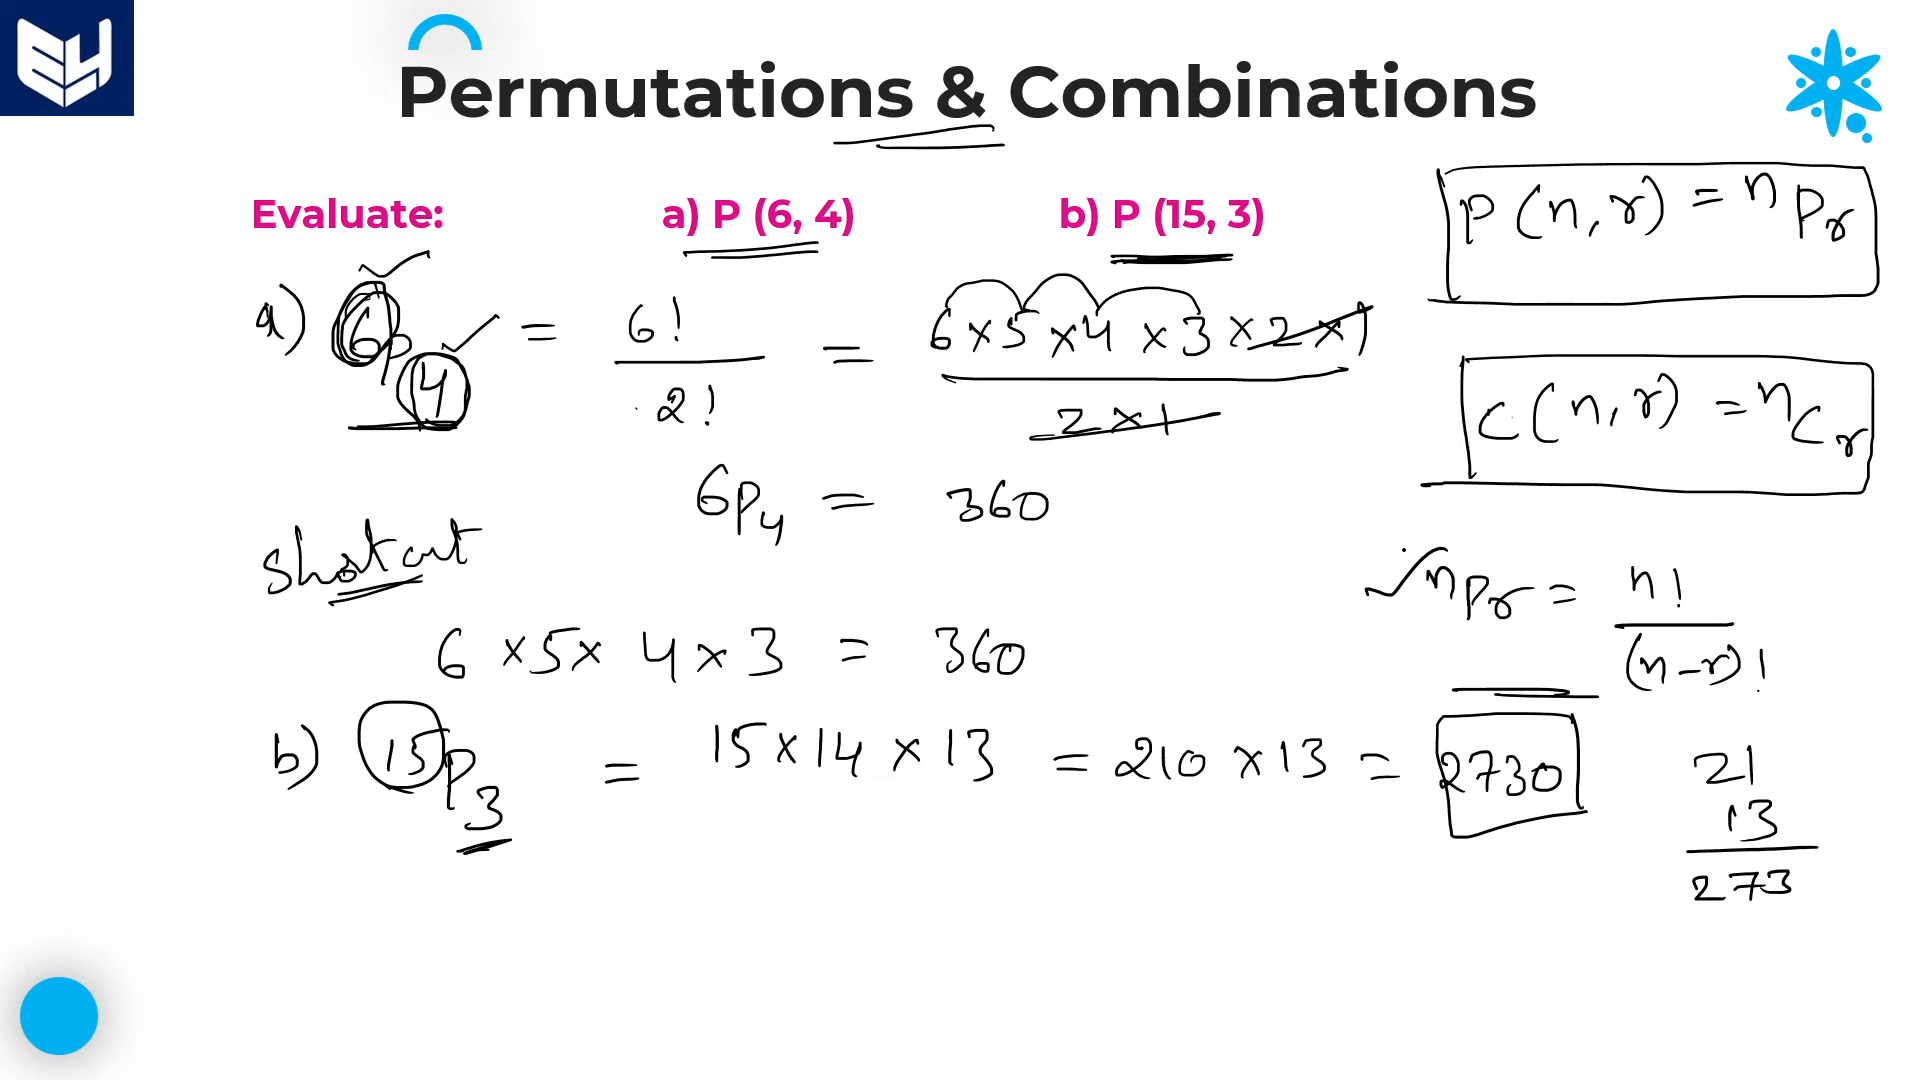 Permutations & Combinations
Evaluate: a) P (6, 4) b) P (15, 3)
P (n, r) = nPr
a) 6P4 = 6! / 2! = 6 × 5 × 4 × 3 × 2 × 1 / 2 × 1
C (n, r) = nCr
6P4 = 360
Shortcut
nPr = n! / (n-r)!
6 × 5 × 4 × 3 = 360
b) 15P3 = 15 × 14 × 13 = 210 × 13 = 2730
21
13
273